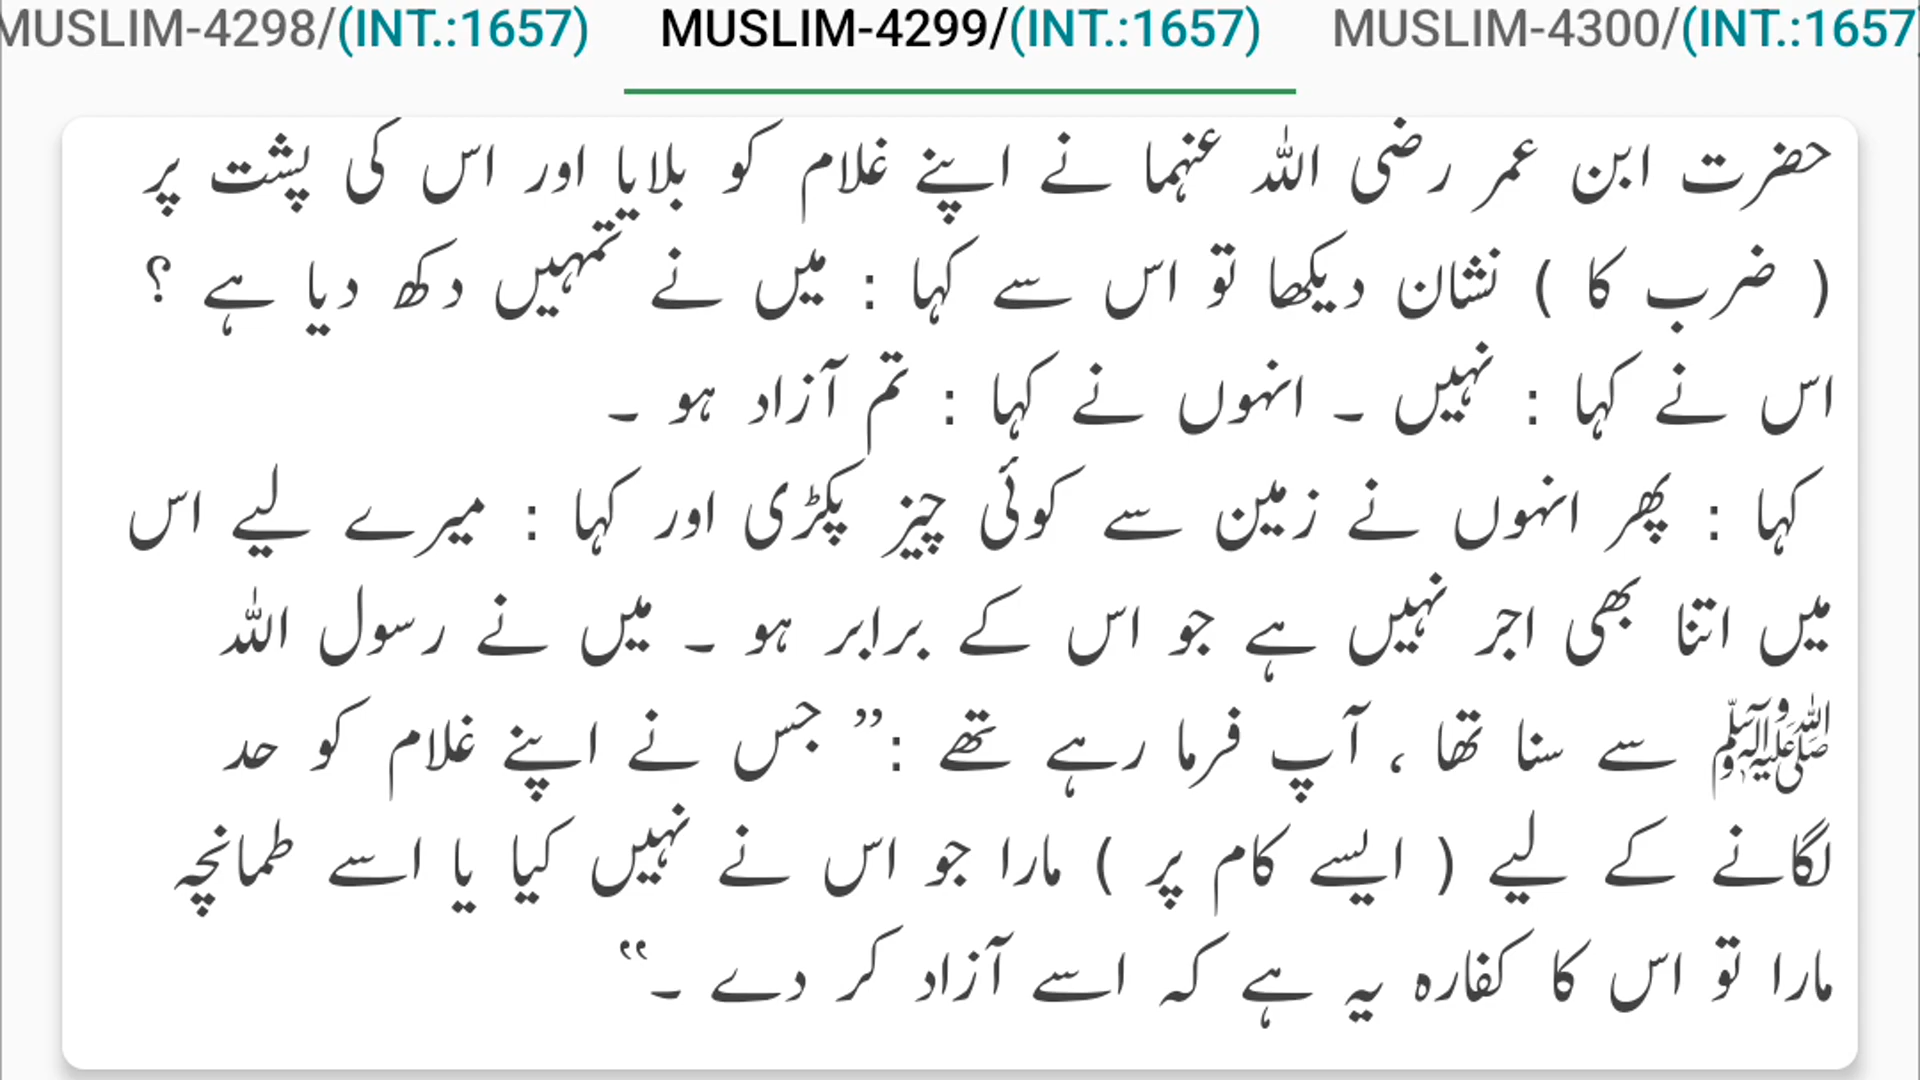 MUSLIM-4298/(INT.:1657) MUSLIM-4299/(INT.:1657) MUSLIM-4300/(INT.:1657
حضرت ابن عمر رضی اللہ عنہما نے اپنے غلام کو بلایا اور اس کی پشت پر
( ضرب کا ) نشان دیکھا تو اس سے کہا : میں نے تمہیں دکھ دیا ہے ؟
اس نے کہا : نہیں ۔ انہوں نے کہا : تم آزاد ہو ۔
کہا : پھر انہوں نے زمین سے کوئی چیز پکڑی اور کہا : میرے لیے اس
میں اتنا بھی اجر نہیں ہے جو اس کے برابر ہو ۔ میں نے رسول اللہ
ﷺ سے سنا تھا ، آپ فرما رہے تھے :” جس نے اپنے غلام کو حد
لگانے کے لیے ( ایسے کام پر ) مارا جو اس نے نہیں کیا یا اسے طمانچہ
مارا تو اس کا کفارہ یہ ہے کہ اسے آزاد کر دے ۔“